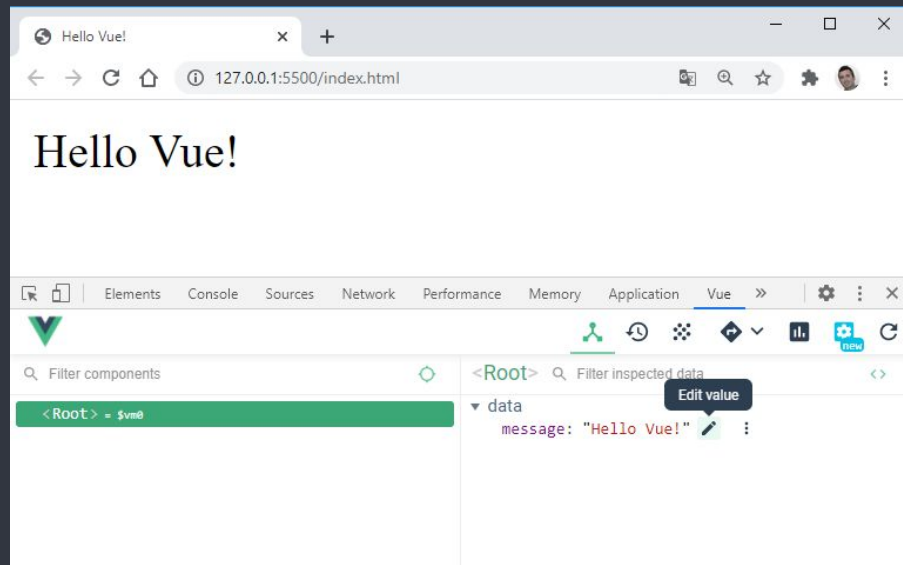 Hello Vue!
127.0.0.1:5500/index.html
Hello Vue!
Elements Console Sources Network Performance Memory Application Vue »
new
Filter components
<Root> Filter inspected data
Edit value
<Root> = $vm0
data
message: "Hello Vue!"